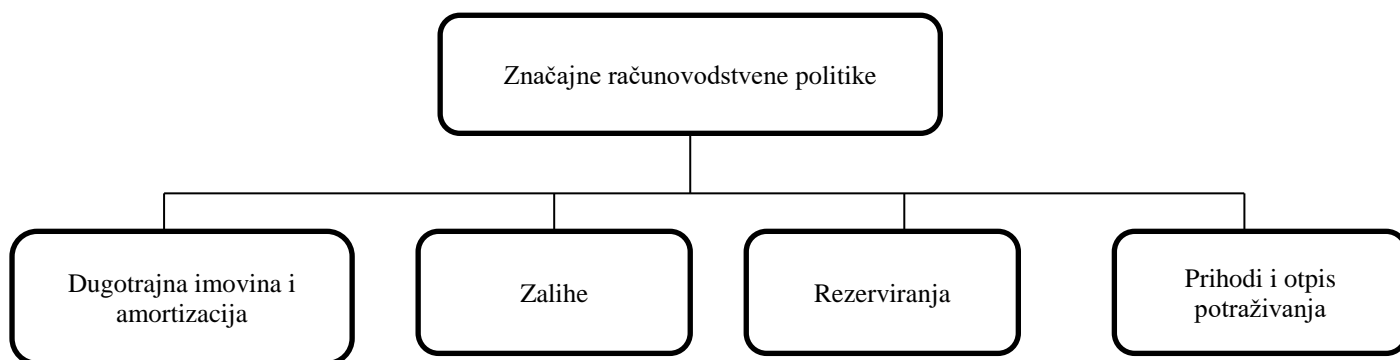 Značajne računovodstvene politike
Dugotrajna imovina i
amortizacija
Zalihe
Rezerviranja
Prihodi i otpis
potraživanja